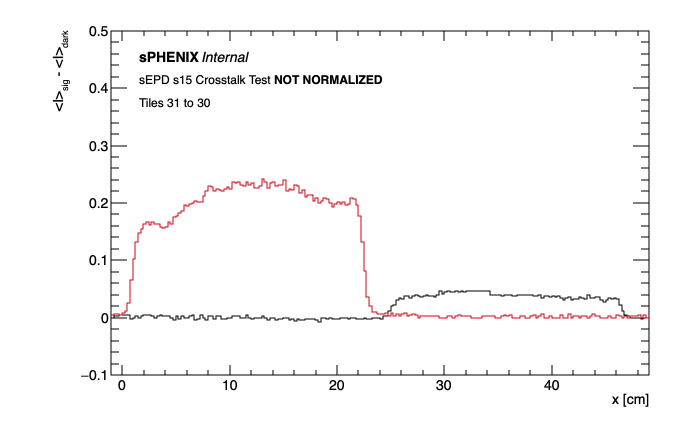 0.5
<I>sig - <I>dark
sPHENIX Internal
sEPD s15 Crosstalk Test NOT NORMALIZED
0.4
Tiles 31 to 30
0.3
0.2
0.1
0
−0.1
0 10 20 30 40
x [cm]